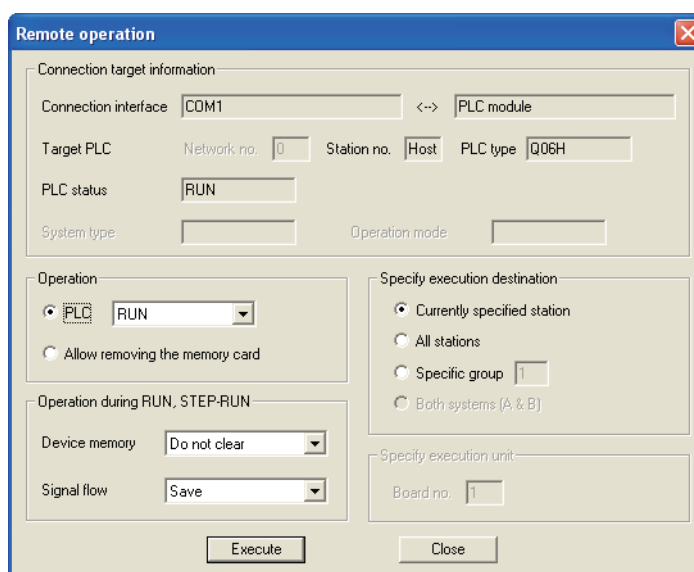 Remote operation
Connection target information
Connection interface COM1 <--> PLC module
Target PLC Network no. 0 Station no. Host PLC type Q06H
PLC status RUN
System type Operation mode
Operation
PLC RUN
Allow removing the memory card
Operation during RUN, STEP-RUN
Device memory Do not clear
Signal flow Save
Specify execution destination
Currently specified station
All stations
Specific group 1
Both systems (A & B)
Specify execution unit
Board no. 1
Execute Close